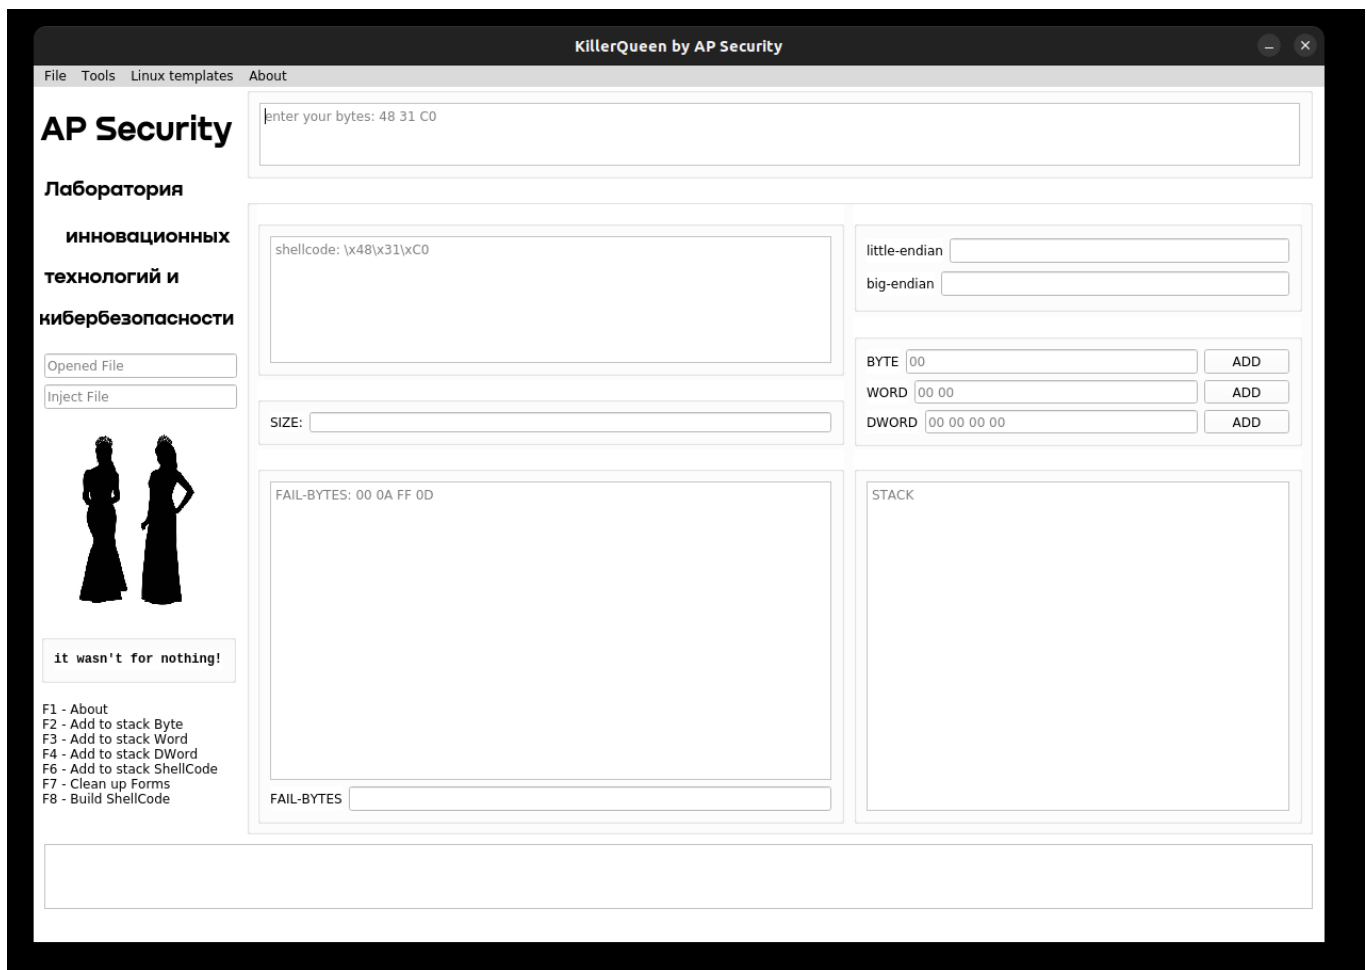 KillerQueen by AP Security
File Tools Linux templates About
AP Security
Лаборатория
инновационных
технологий и
кибербезопасности
Opened File
Inject File
it wasn't for nothing!
F1 - About
F2 - Add to stack Byte
F3 - Add to stack Word
F4 - Add to stack DWord
F6 - Add to stack ShellCode
F7 - Clean up Forms
F8 - Build ShellCode
enter your bytes: 48 31 C0
shellcode: \x48\x31\xC0
SIZE:
FAIL-BYTES: 00 0A FF 0D
FAIL-BYTES
little-endian
big-endian
BYTE 00 ADD
WORD 00 00 ADD
DWORD 00 00 00 00 ADD
STACK